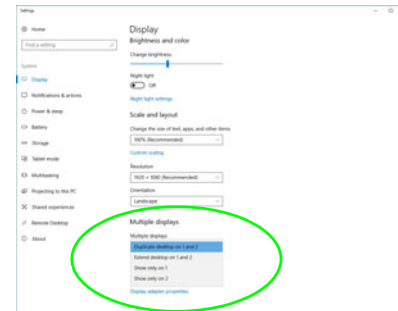 Settings
Home
Find a setting
System
Display
Notifications & actions
Power & sleep
Battery
Storage
Tablet mode
Multitasking
Projecting to this PC
Shared experiences
Remote Desktop
About
Display
Brightness and color
Change brightness
Night light
Off
Night light settings
Scale and layout
Change the size of text, apps, and other items
100% (Recommended)
Custom scaling
Resolution
1920 × 1080 (Recommended)
Orientation
Landscape
Multiple displays
Multiple displays
Duplicate desktop on 1 and 2
Extend desktop on 1 and 2
Show only on 1
Show only on 2
Display adapter properties